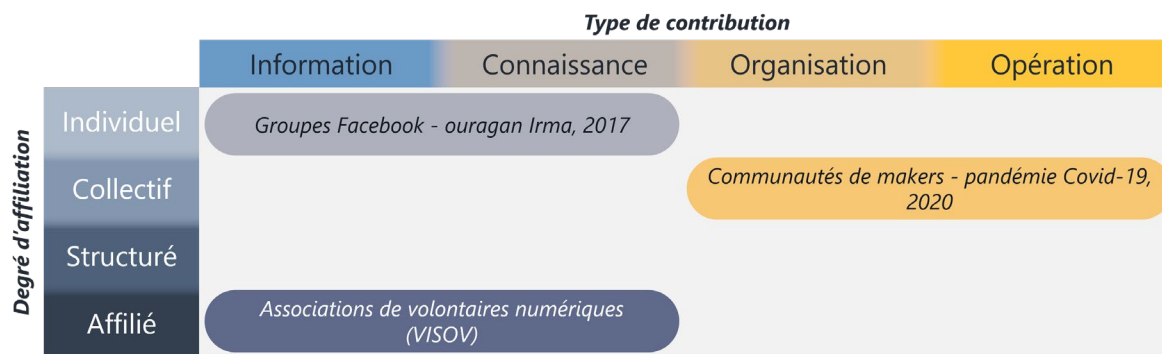 Type de contribution
Information
Connaissance
Organisation
Opération
Degré d'affiliation
Individuel
Groupes Facebook - ouragan Irma, 2017
Collectif
Communautés de makers - pandémie Covid-19,
2020
Structuré
Affilié
Associations de volontaires numériques
(VISOV)